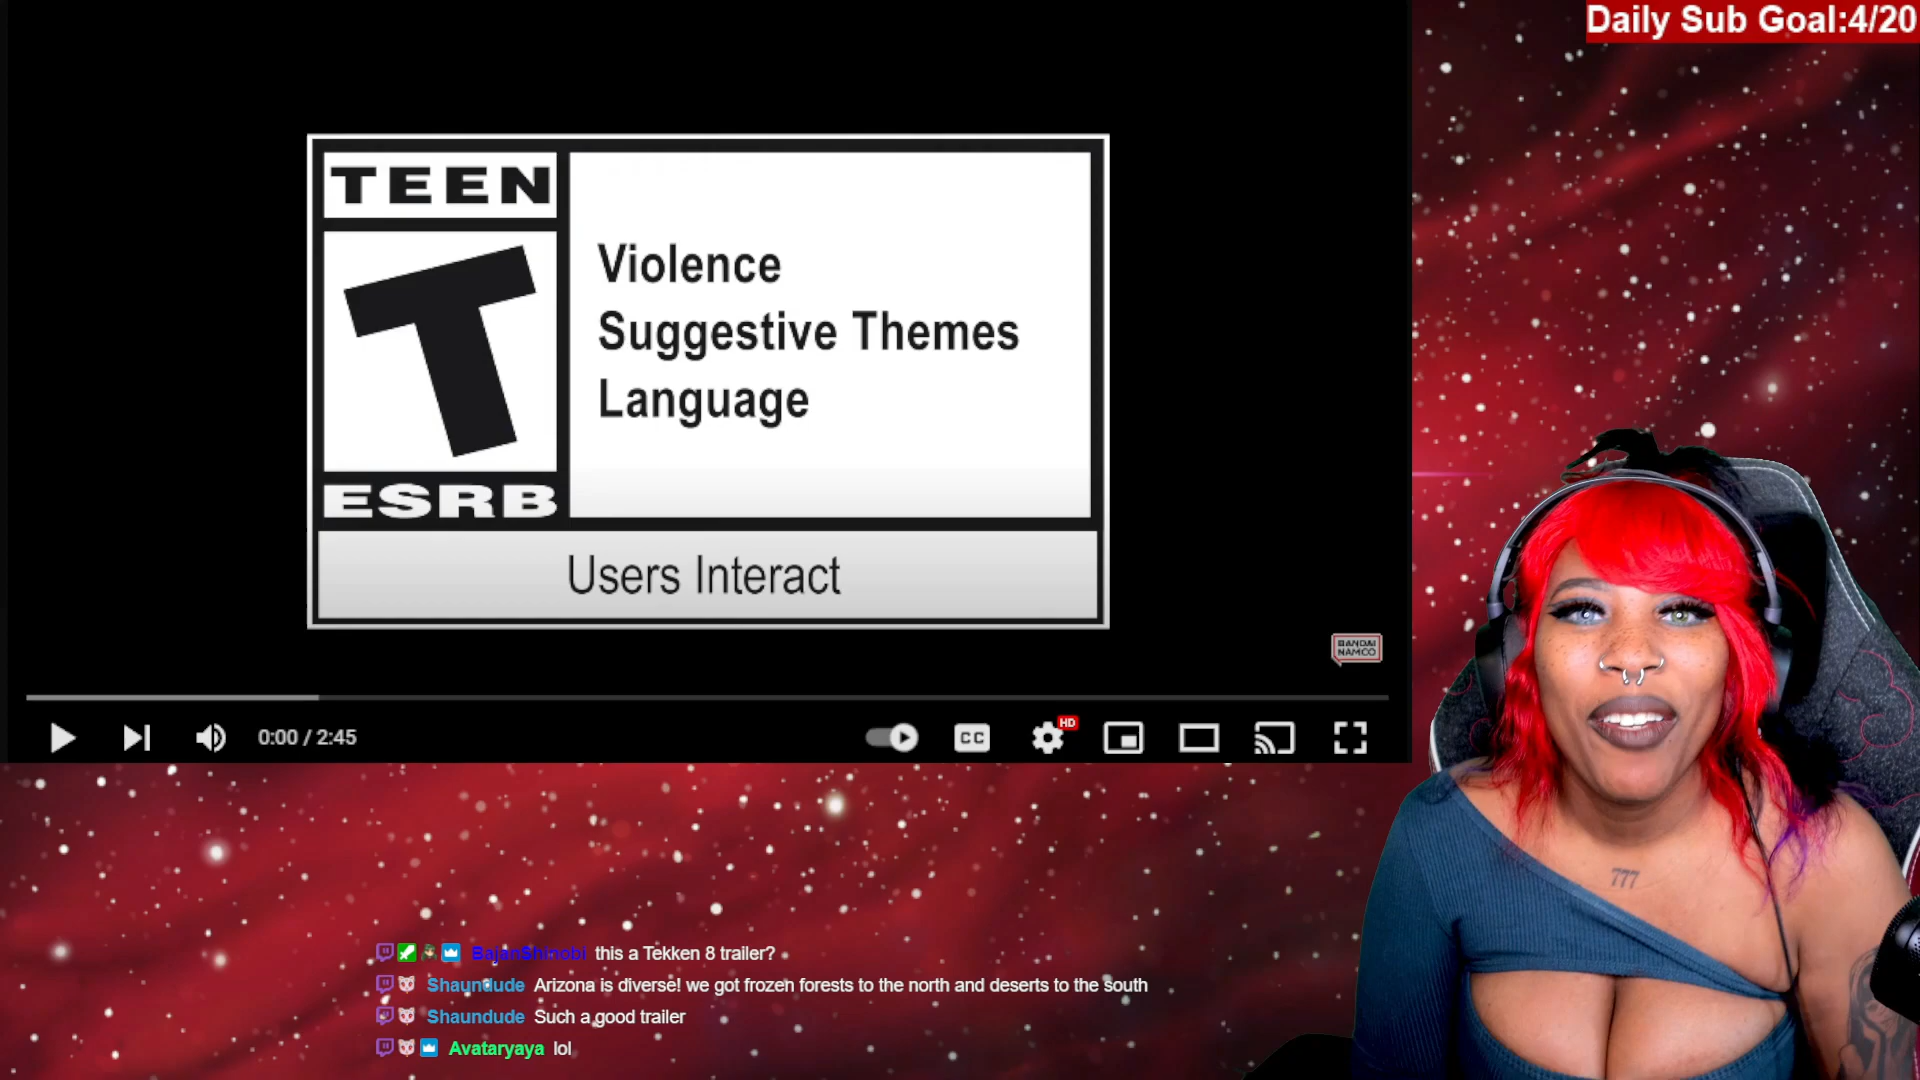 Daily Sub Goal:4/20
TEEN
T
ESRB
Violence
Suggestive Themes
Language
Users Interact
BANDAI
NAMCO
HD
CC
0:00 / 2:45
777
BajanShinobi this a Tekken 8 trailer?
Shaundude Arizona is diverse! we got frozen forests to the north and deserts to the south
Shaundude Such a good trailer
Avataryaya lol